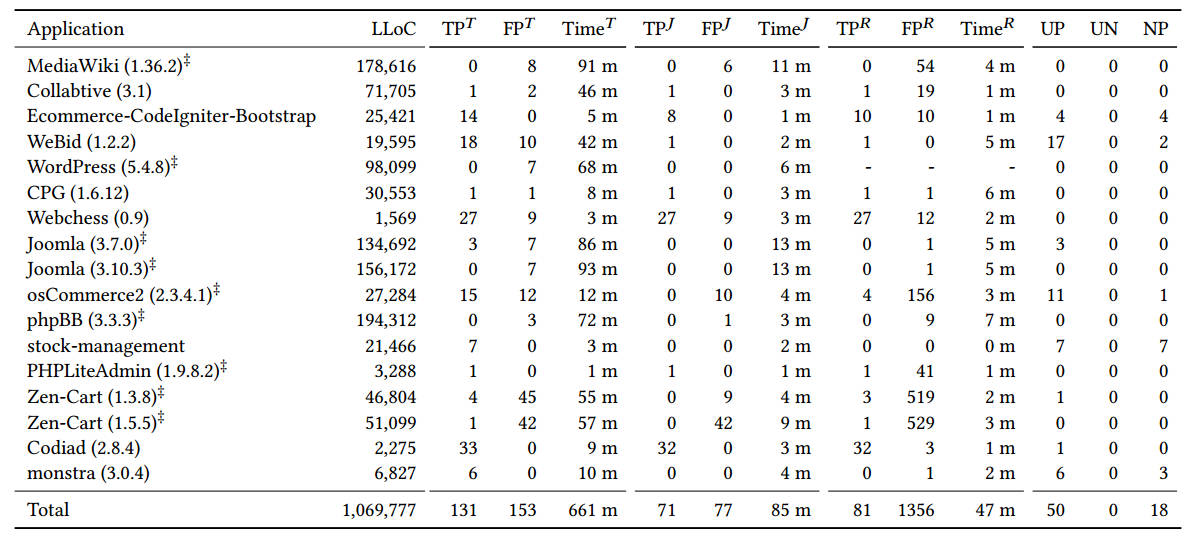 Application LLoC TP^T FP^T Time^T TP^J FP^J Time^J TP^R FP^R Time^R UP UN NP
MediaWiki (1.36.2)‡ 178,616 0 8 91 m 0 6 11 m 0 54 4 m 0 0 0
Collabtive (3.1) 71,705 1 2 46 m 1 0 3 m 1 19 1 m 0 0 0
Ecommerce-CodeIgniter-Bootstrap 25,421 14 0 5 m 8 0 1 m 10 10 1 m 4 0 4
WeBid (1.2.2) 19,595 18 10 42 m 1 0 2 m 1 0 5 m 17 0 2
WordPress (5.4.8)‡ 98,099 0 7 68 m 0 0 6 m - - - 0 0 0
CPG (1.6.12) 30,553 1 1 8 m 1 0 3 m 1 1 6 m 0 0 0
Webchess (0.9) 1,569 27 9 3 m 27 9 3 m 27 12 2 m 0 0 0
Joomla (3.7.0)‡ 134,692 3 7 86 m 0 0 13 m 0 1 5 m 3 0 0
Joomla (3.10.3)‡ 156,172 0 7 93 m 0 0 13 m 0 1 5 m 0 0 0
osCommerce2 (2.3.4.1)‡ 27,284 15 12 12 m 0 10 4 m 4 156 3 m 11 0 1
phpBB (3.3.3)‡ 194,312 0 3 72 m 0 1 3 m 0 9 7 m 0 0 0
stock-management 21,466 7 0 3 m 0 0 2 m 0 0 0 m 7 0 7
PHPLiteAdmin (1.9.8.2)‡ 3,288 1 0 1 m 1 0 1 m 1 41 1 m 0 0 0
Zen-Cart (1.3.8)‡ 46,804 4 45 55 m 0 9 4 m 3 519 2 m 1 0 0
Zen-Cart (1.5.5)‡ 51,099 1 42 57 m 0 42 9 m 1 529 3 m 0 0 0
Codiad (2.8.4) 2,275 33 0 9 m 32 0 3 m 32 3 1 m 1 0 0
monstra (3.0.4) 6,827 6 0 10 m 0 0 4 m 0 1 2 m 6 0 3
Total 1,069,777 131 153 661 m 71 77 85 m 81 1356 47 m 50 0 18